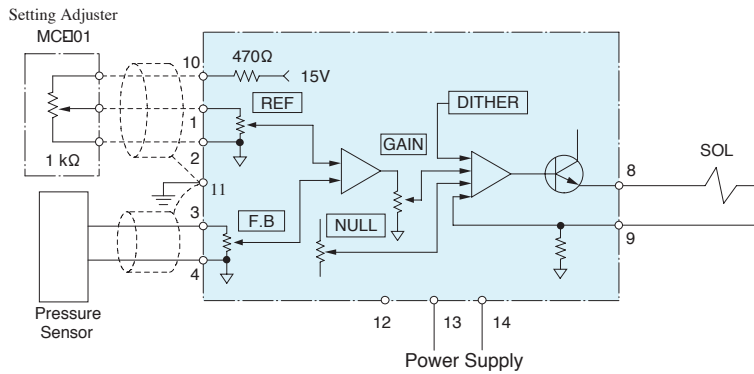 Setting Adjuster
MC□01
10
470Ω
15V
REF
DITHER
GAIN
1
1 kΩ
2
11
8
SOL
3
F.B
NULL
9
4
Pressure
Sensor
12
13
14
Power Supply